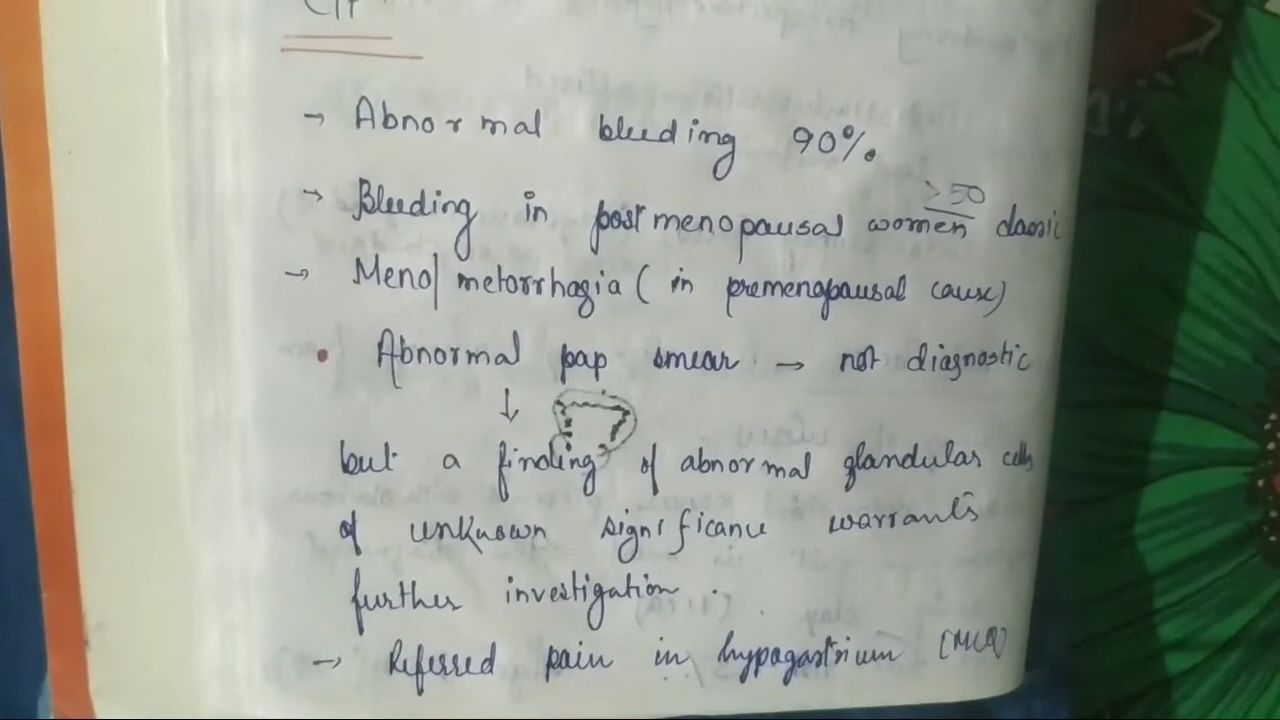 C/F
→ Abnormal bleeding 90%.
≥50
→ Bleeding in postmenopausal women classic
→ Meno/metorrhagia (in premenopausal cause)
• Abnormal pap smear → not diagnostic
↓
but a finding of abnormal glandular cells
of unknown significance warrants
further investigation.
→ Referred pain in hypogastrium (MCQ)